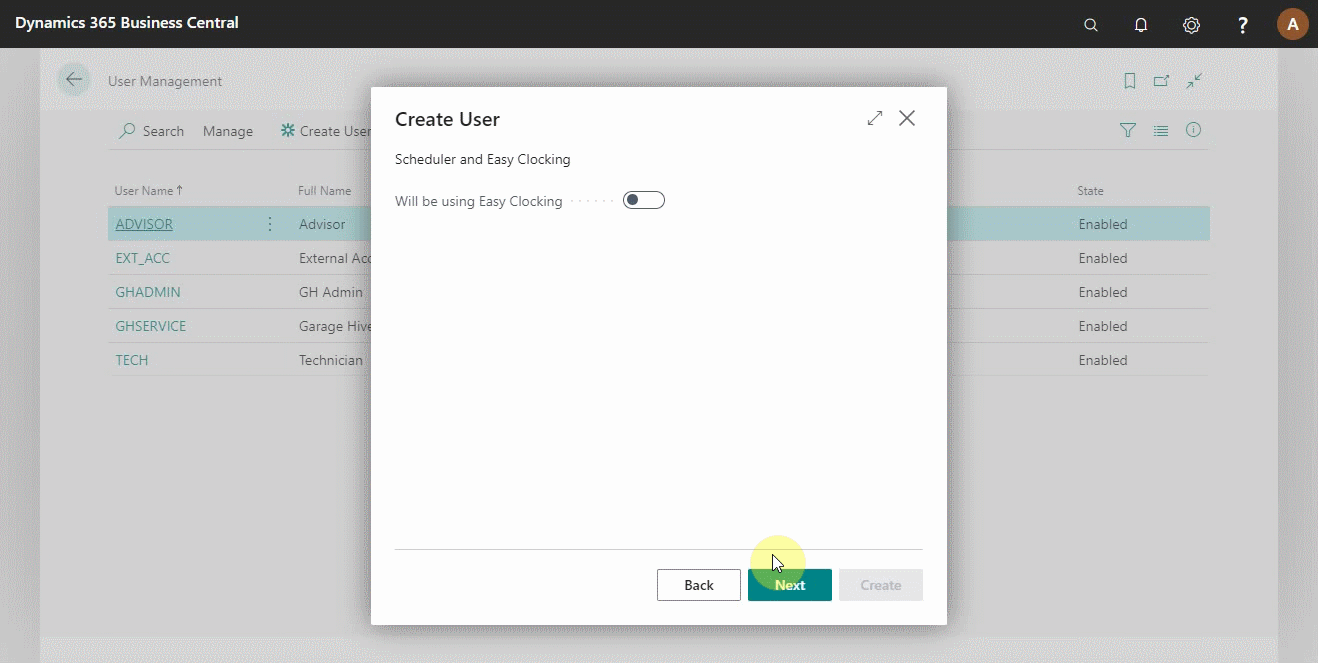 Dynamics 365 Business Central
? A
User Management
Search Manage Create User
User Name↑ Full Name State
ADVISOR Advisor Enabled
EXT_ACC External Acc Enabled
GHADMIN GH Admin Enabled
GHSERVICE Garage Hive Enabled
TECH Technician Enabled
Create User
Scheduler and Easy Clocking
Will be using Easy Clocking
Back Next Create